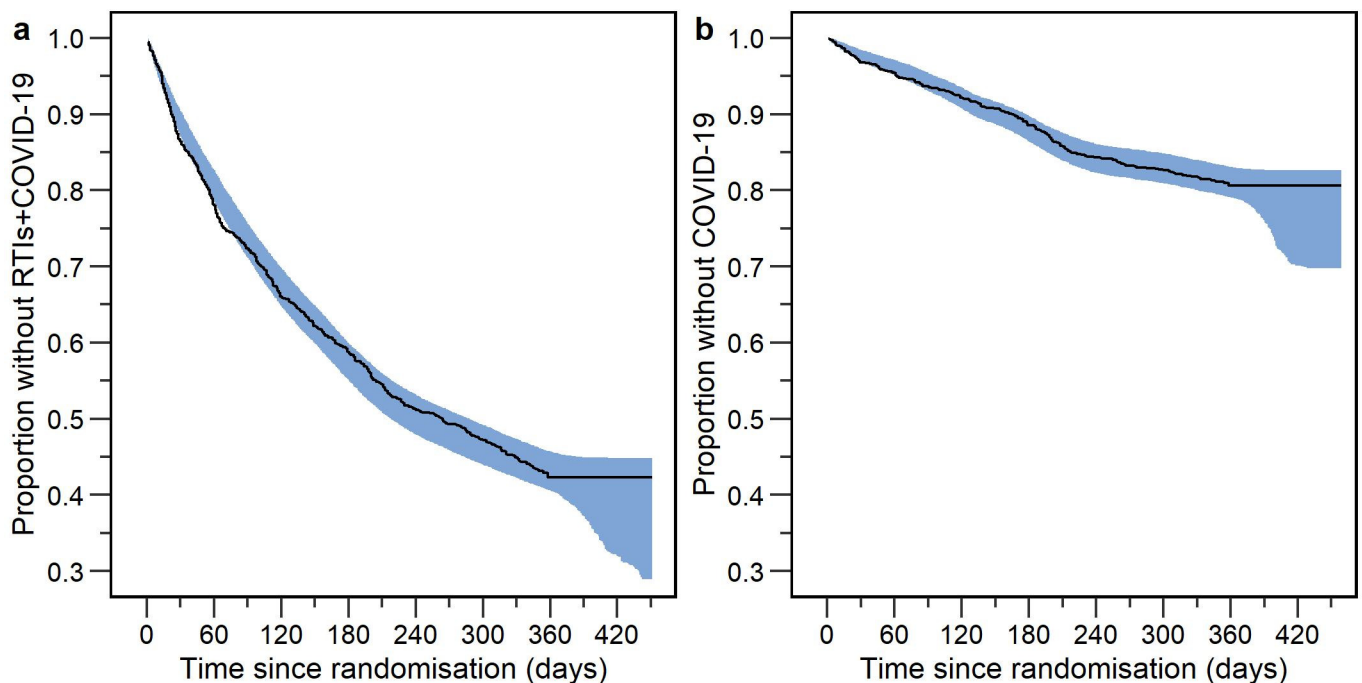 a
Proportion without RTIs+COVID-19
1.0
0.9
0.8
0.7
0.6
0.5
0.4
0.3
0 60 120 180 240 300 360 420
Time since randomisation (days)
b
Proportion without COVID-19
1.0
0.9
0.8
0.7
0.6
0.5
0.4
0.3
0 60 120 180 240 300 360 420
Time since randomisation (days)